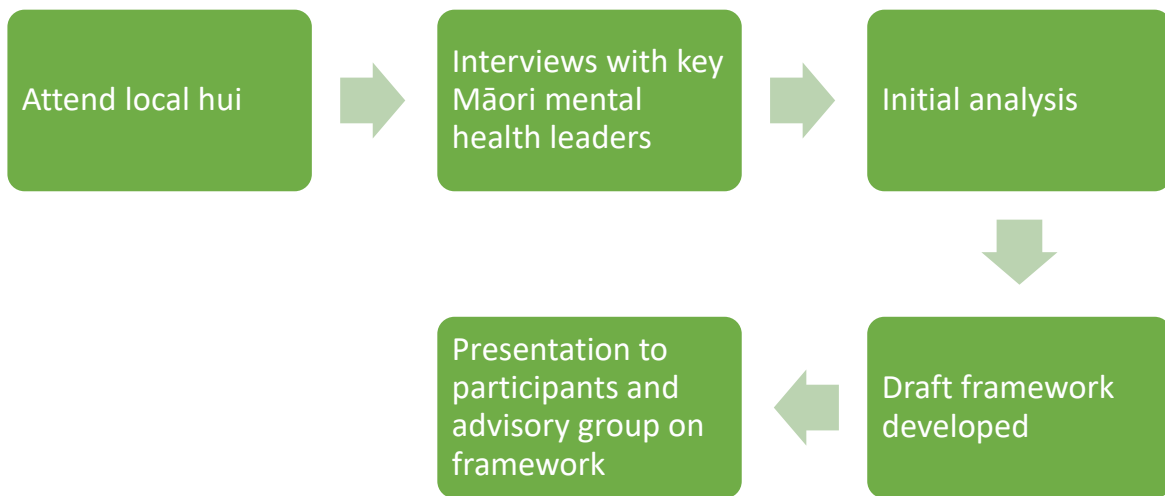 Attend local hui
Interviews with key
Māori mental
health leaders
Initial analysis
Draft framework
developed
Presentation to
participants and
advisory group on
framework